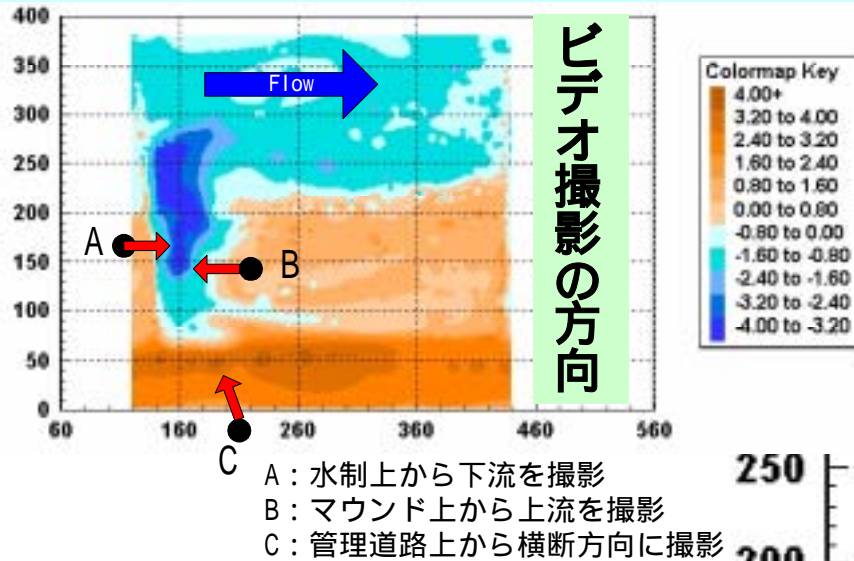 400
350
300
250
200
150
100
50
0
60 160 260 360 460 560
Flow
A
B
C
ビデオ撮影の方向
Colormap Key
4.00+
3.20 to 4.00
2.40 to 3.20
1.60 to 2.40
0.80 to 1.60
0.00 to 0.80
-0.80 to 0.00
-1.60 to -0.80
-2.40 to -1.60
-3.20 to -2.40
-4.00 to -3.20
A：水制上から下流を撮影
B：マウンド上から上流を撮影
C：管理道路上から横断方向に撮影
250
200